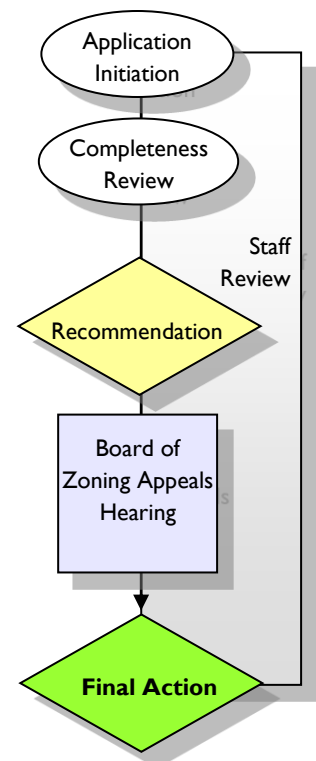 Application
Initiation
Completeness
Review
Staff
Review
Recommendation
Board of
Zoning Appeals
Hearing
Final Action